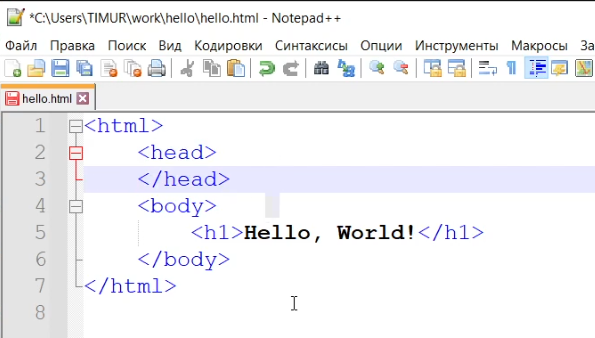 *C:\Users\TIMUR\work\hello\hello.html - Notepad++
Файл Правка Поиск Вид Кодировки Синтаксисы Опции Инструменты Макросы За
hello.html
1 <html>
2 <head>
3 </head>
4 <body>
5 <h1>Hello, World!</h1>
6 </body>
7 </html>
8